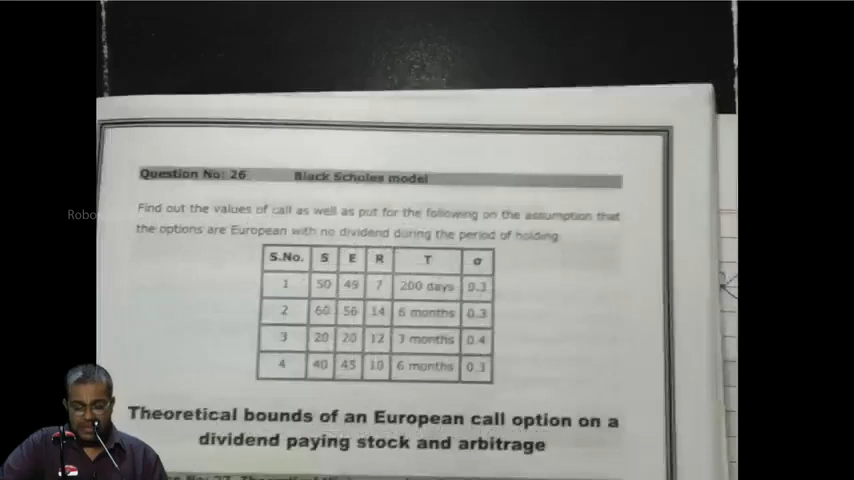 Question No: 26 Black Scholes model
Find out the values of call as well as put for the following on the assumption that
the options are European with no dividend during the period of holding
S.No. S E R T σ
1 50 49 7 200 days 0.3
2 60 56 14 6 months 0.3
3 20 20 12 3 months 0.4
4 40 45 10 6 months 0.3
Theoretical bounds of an European call option on a
dividend paying stock and arbitrage